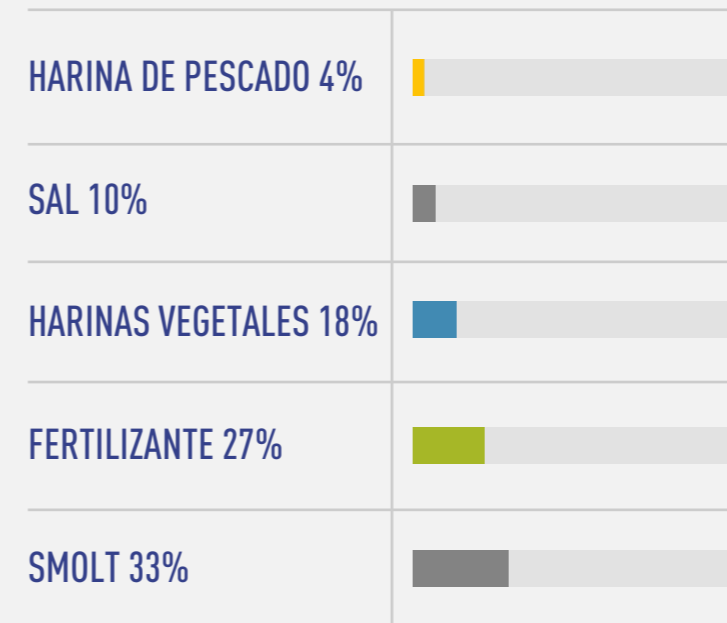 HARINA DE PESCADO 4%
SAL 10%
HARINAS VEGETALES 18%
FERTILIZANTE 27%
SMOLT 33%